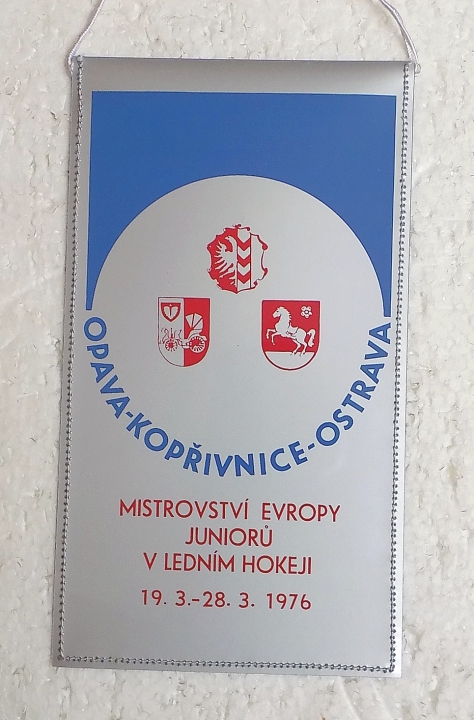 OPAVA-KOPŘIVNICE-OSTRAVA
MISTROVSTVÍ EVROPY
JUNIORŮ
V LEDNÍM HOKEJI
19. 3.-28. 3. 1976